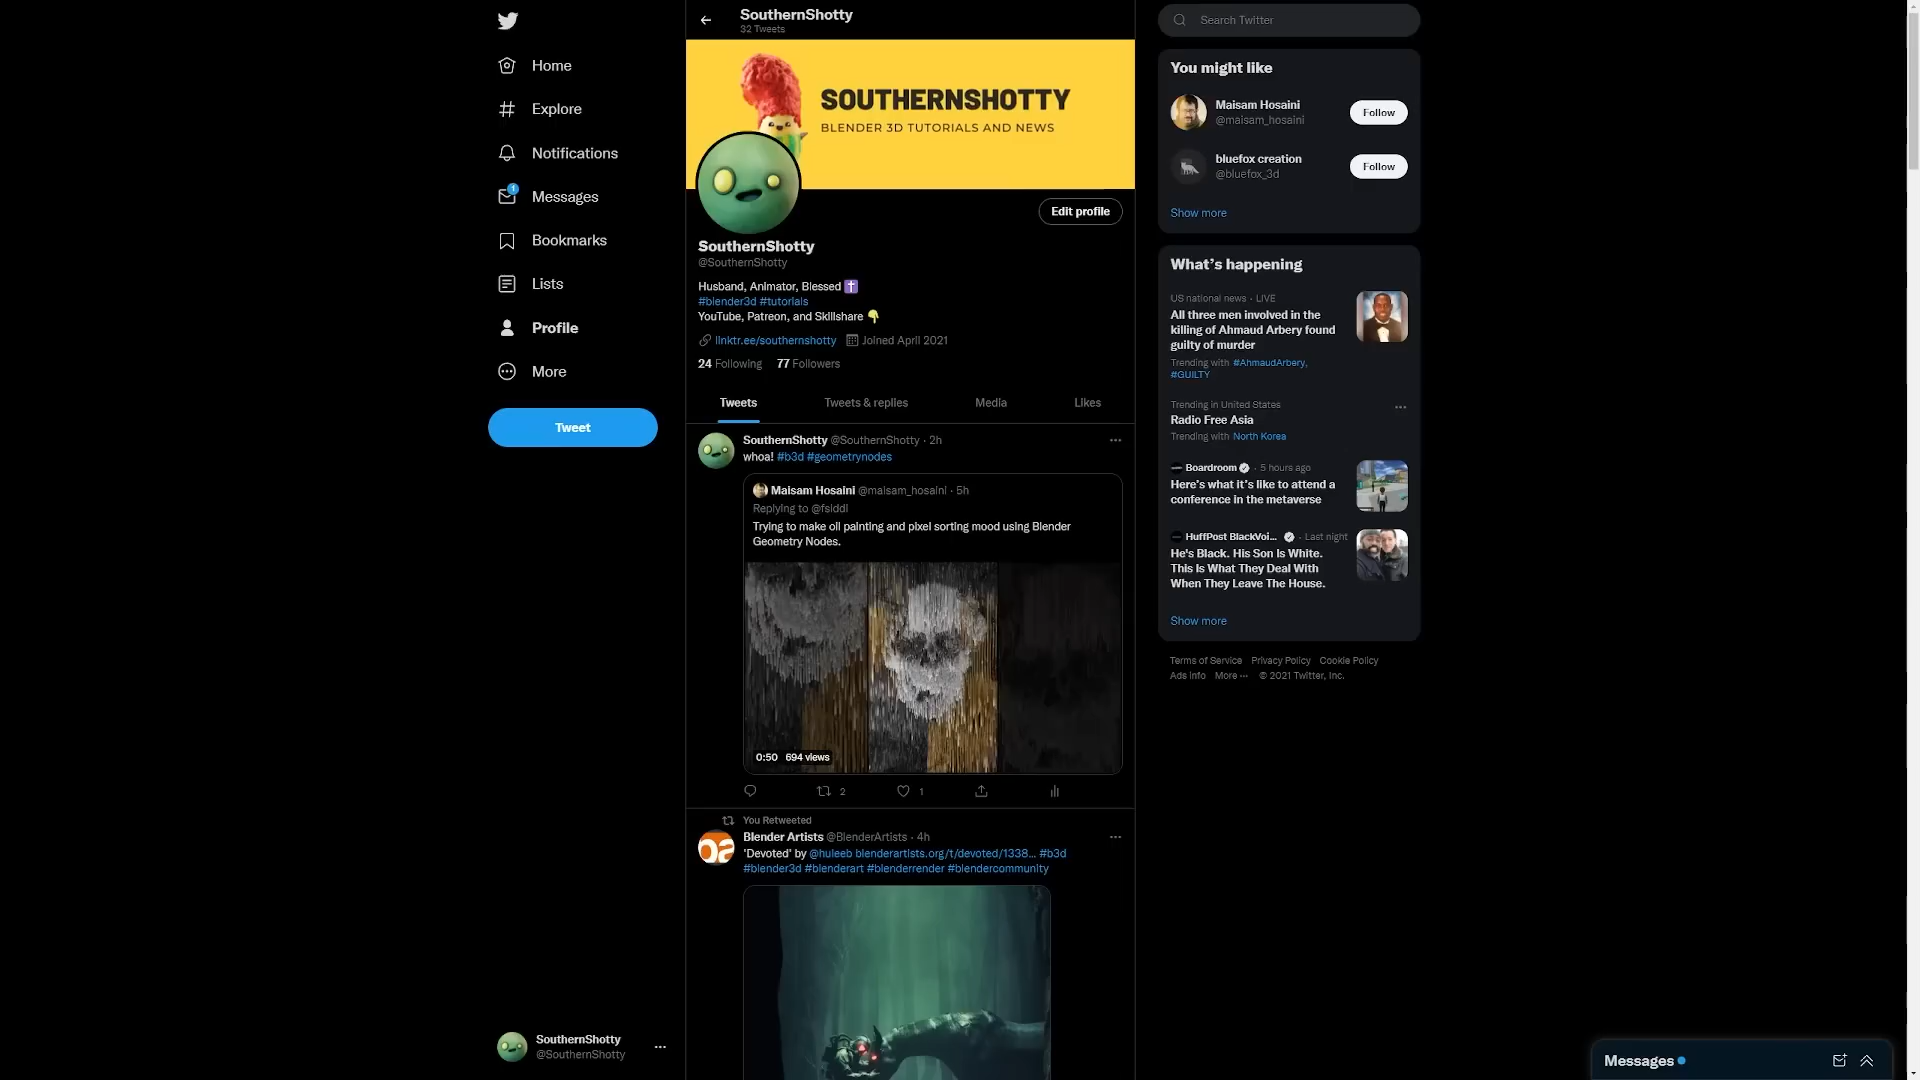 Home
Explore
Notifications
1
Messages
Bookmarks
Lists
Profile
More
Tweet
SouthernShotty
@SouthernShotty
SouthernShotty
32 Tweets
SOUTHERNSHOTTY
BLENDER 3D TUTORIALS AND NEWS
Edit profile
SouthernShotty
@SouthernShotty
Husband, Animator, Blessed ✝️
#blender3d #tutorials
YouTube, Patreon, and Skillshare 👇
linktr.ee/southernshotty Joined April 2021
24 Following 77 Followers
Tweets Tweets & replies Media Likes
SouthernShotty @SouthernShotty · 2h
whoa! #b3d #geometrynodes
Maisam Hosaini @maisam_hosaini · 5h
Replying to @fsiddi
Trying to make oil painting and pixel sorting mood using Blender
Geometry Nodes.
0:50 694 views
2 1
You Retweeted
Blender Artists @BlenderArtists · 4h
'Devoted' by @huleeb blenderartists.org/t/devoted/1338... #b3d
#blender3d #blenderart #blenderrender #blendercommunity
Search Twitter
You might like
Maisam Hosaini
@maisam_hosaini
Follow
bluefox creation
@bluefox_3d
Follow
Show more
What's happening
US national news · LIVE
All three men involved in the
killing of Ahmaud Arbery found
guilty of murder
Trending with #AhmaudArbery,
#GUILTY
Trending in United States
Radio Free Asia
Trending with North Korea
Boardroom · 5 hours ago
Here's what it's like to attend a
conference in the metaverse
HuffPost BlackVoi... · Last night
He's Black. His Son Is White.
This Is What They Deal With
When They Leave The House.
Show more
Terms of Service Privacy Policy Cookie Policy
Ads info More ··· © 2021 Twitter, Inc.
Messages